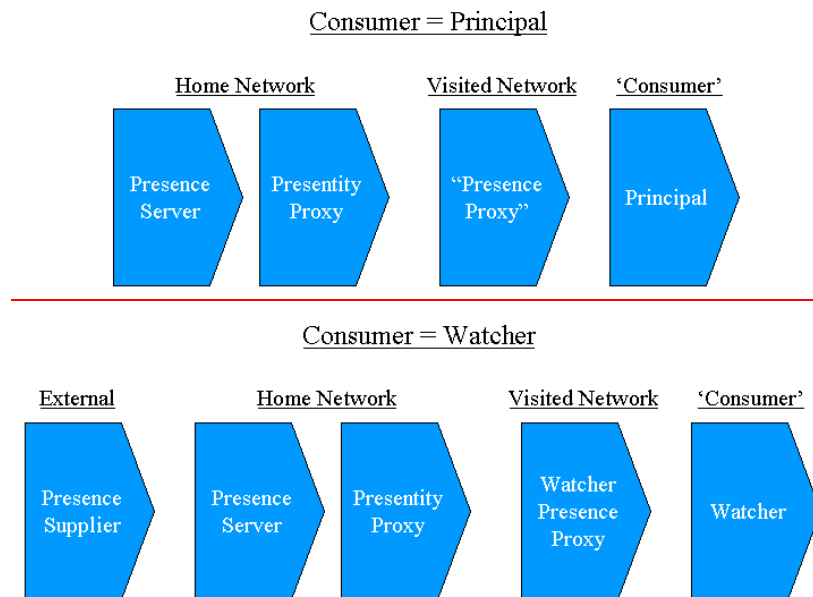 Consumer = Principal
Home Network
Visited Network
‘Consumer’
Presence
Server
Presentity
Proxy
“Presence
Proxy”
Principal
Consumer = Watcher
External
Home Network
Visited Network
‘Consumer’
Presence
Supplier
Presence
Server
Presentity
Proxy
Watcher
Presence
Proxy
Watcher